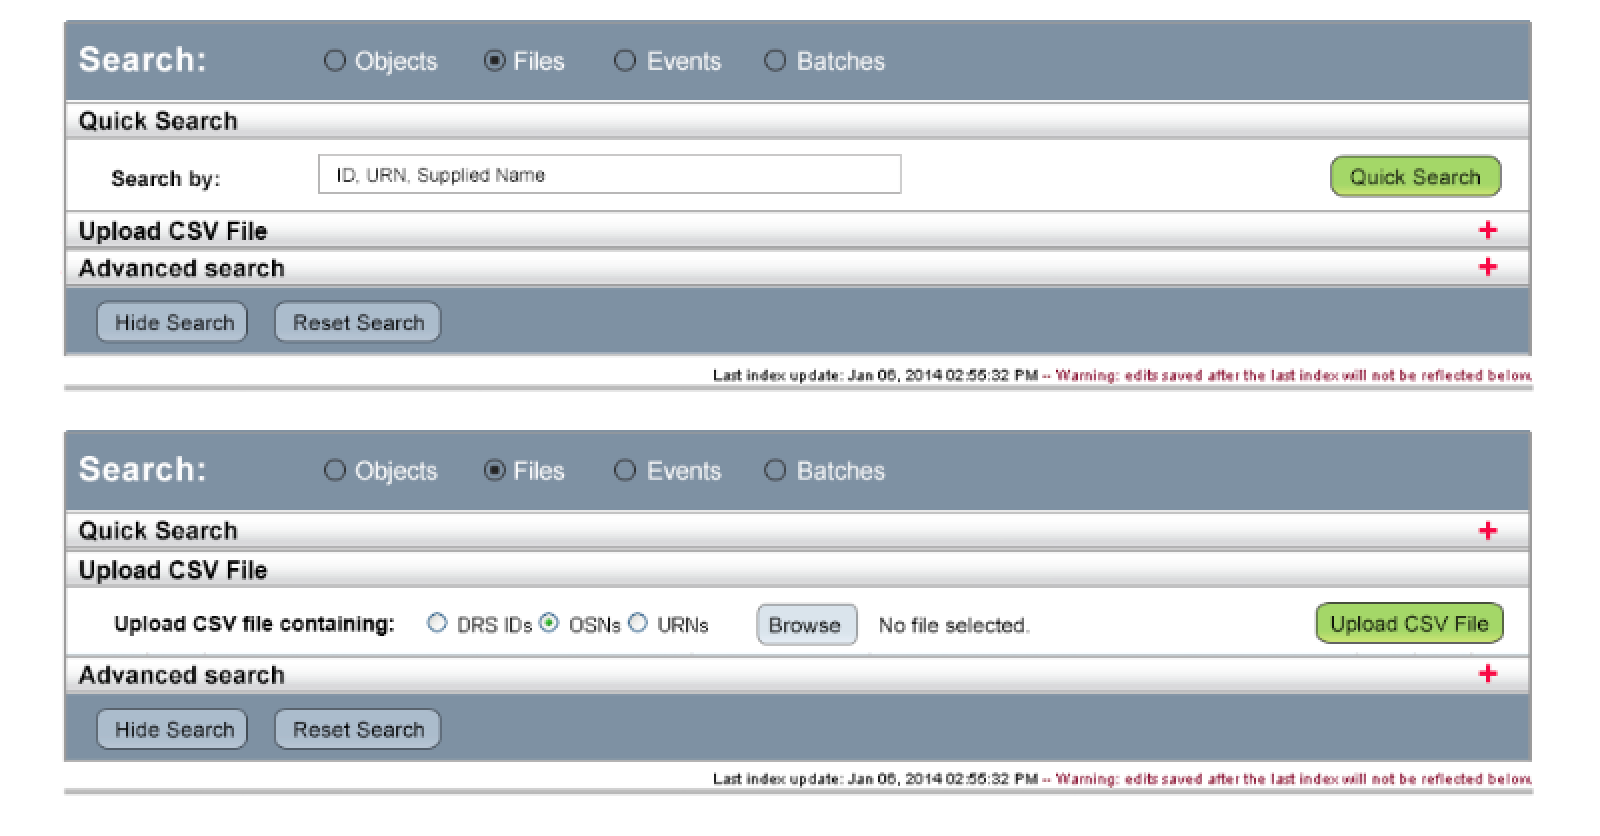 Search: Objects Files Events Batches
Quick Search
Search by: ID, URN, Supplied Name Quick Search
Upload CSV File +
Advanced search +
Hide Search Reset Search
Last index update: Jan 06, 2014 02:55:32 PM -- Warning: edits saved after the last index will not be reflected below.
Search: Objects Files Events Batches
Quick Search +
Upload CSV File
Upload CSV file containing: DRS IDs OSNs URNs Browse No file selected. Upload CSV File
Advanced search +
Hide Search Reset Search
Last index update: Jan 06, 2014 02:55:32 PM -- Warning: edits saved after the last index will not be reflected below.